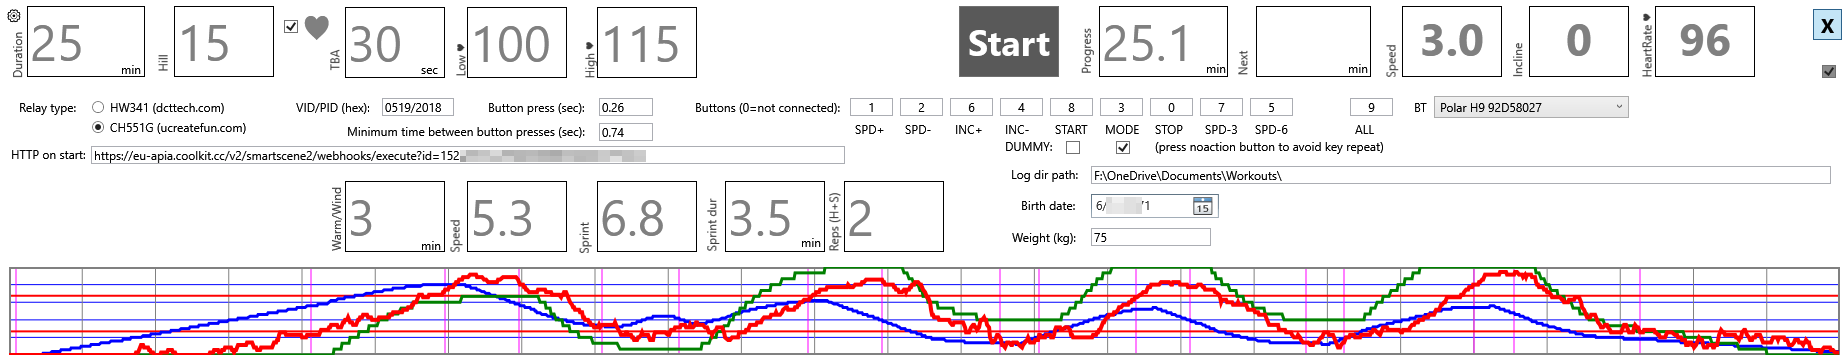 Duration 25 min Hill 15 TBA 30 sec Low♥ 100 High♥ 115 Start Progress 25.1 min Next min Speed 3.0 Incline 0 HeartRate♥ 96 X
Relay type: HW341 (dcttech.com) VID/PID (hex): 0519/2018 Button press (sec): 0.26 Buttons (0=not connected): 1 2 6 4 8 3 0 7 5 9 BT Polar H9 92D58027
CH551G (ucreatefun.com) Minimum time between button presses (sec): 0.74 SPD+ SPD- INC+ INC- START MODE STOP SPD-3 SPD-6 ALL
DUMMY: (press noaction button to avoid key repeat)
HTTP on start: https://eu-apia.coolkit.cc/v2/smartscene2/webhooks/execute?id=152
Log dir path: F:\OneDrive\Documents\Workouts\
Birth date: 6/ /1 15
Weight (kg): 75
Warm/Wind 3 min Speed 5.3 Sprint 6.8 Sprint dur 3.5 min Reps (H+S) 2